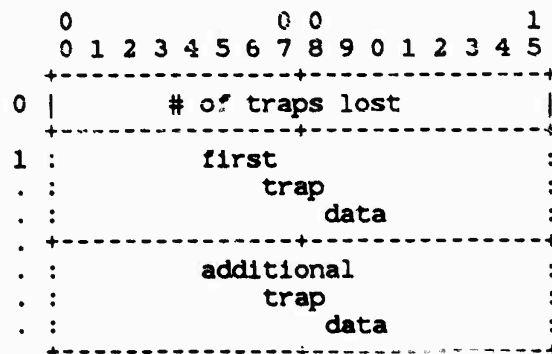 0 0 0 1
0 1 2 3 4 5 6 7 8 9 0 1 2 3 4 5
+---------------+---------------+
0 | # of traps lost |
+---------------+---------------+
1 : first :
. : trap :
. : data :
. +---------------+---------------+
. : additional :
. : trap :
. : data :
+---------------+---------------+